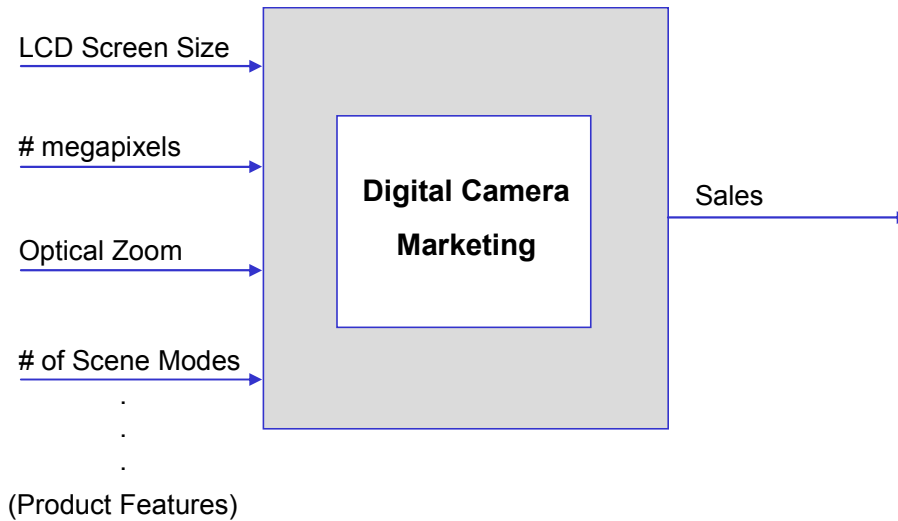 LCD Screen Size
# megapixels
Optical Zoom
# of Scene Modes
.
.
.
(Product Features)
Digital Camera
Marketing
Sales